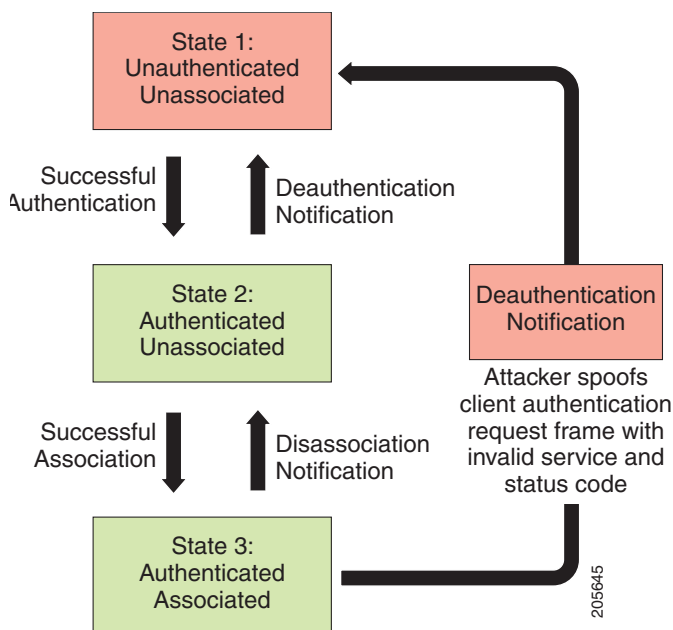 State 1:
Unauthenticated
Unassociated
Successful
Authentication
Deauthentication
Notification
State 2:
Authenticated
Unassociated
Deauthentication
Notification
Attacker spoofs
client authentication
request frame with
invalid service and
status code
Successful
Association
Disassociation
Notification
State 3:
Authenticated
Associated
205645